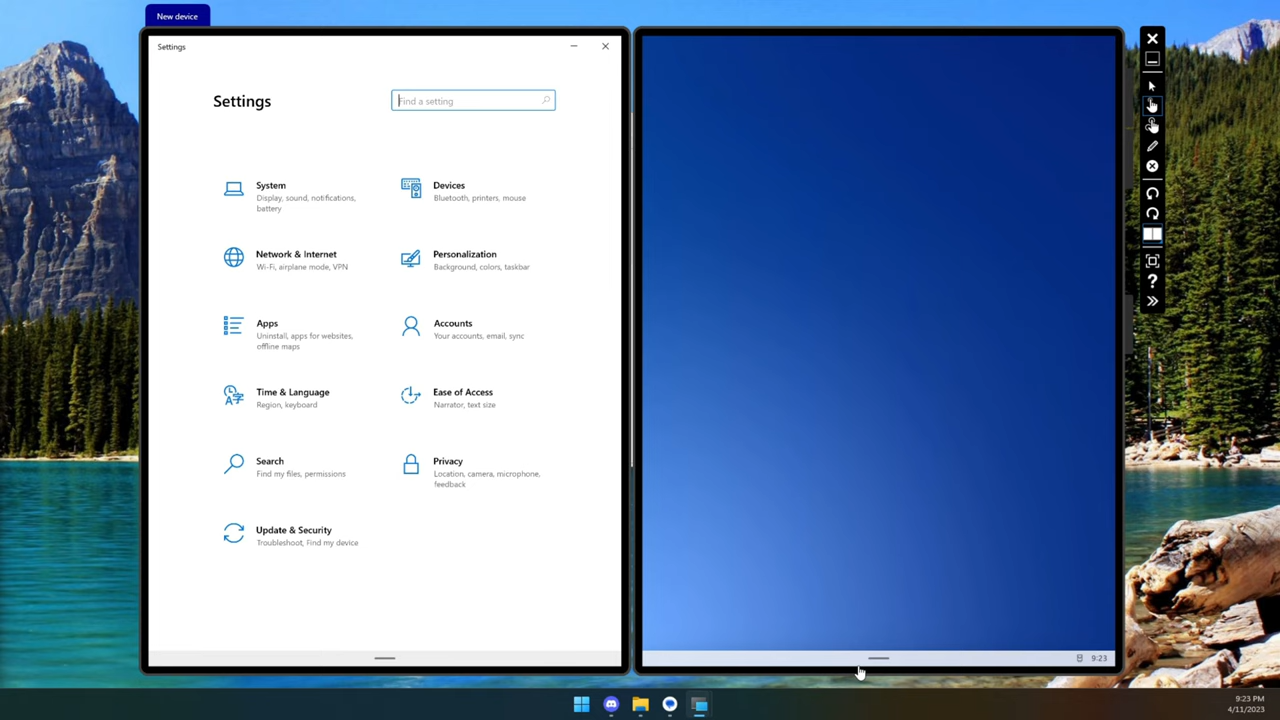 New device
Settings
Settings
Find a setting
System
Display, sound, notifications,
battery
Devices
Bluetooth, printers, mouse
Network & Internet
Wi-Fi, airplane mode, VPN
Personalization
Background, colors, taskbar
Apps
Uninstall, apps for websites,
offline maps
Accounts
Your accounts, email, sync
Time & Language
Region, keyboard
Ease of Access
Narrator, text size
Search
Find my files, permissions
Privacy
Location, camera, microphone,
feedback
Update & Security
Troubleshoot, Find my device
9:23
9:23 PM
4/11/2023